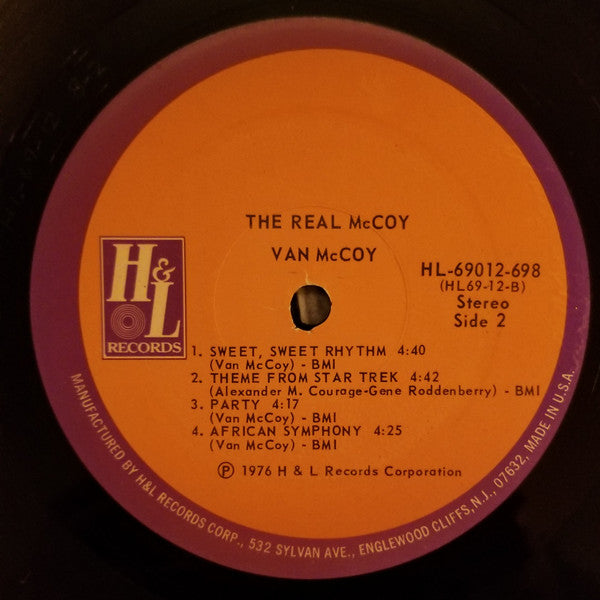 THE REAL McCOY
VAN McCOY
H&L
RECORDS
HL-69012-698
(HL69-12-B)
Stereo
Side 2
1. SWEET, SWEET RHYTHM 4:40
(Van McCoy) - BMI
2. THEME FROM STAR TREK 4:42
(Alexander M. Courage-Gene Roddenberry) - BMI
3. PARTY 4:17
(Van McCoy) - BMI
4. AFRICAN SYMPHONY 4:25
(Van McCoy) - BMI
Ⓟ 1976 H & L Records Corporation
MANUFACTURED BY H&L RECORDS CORP., 532 SYLVAN AVE., ENGLEWOOD CLIFFS, N.J., 07632, MADE IN U.S.A.